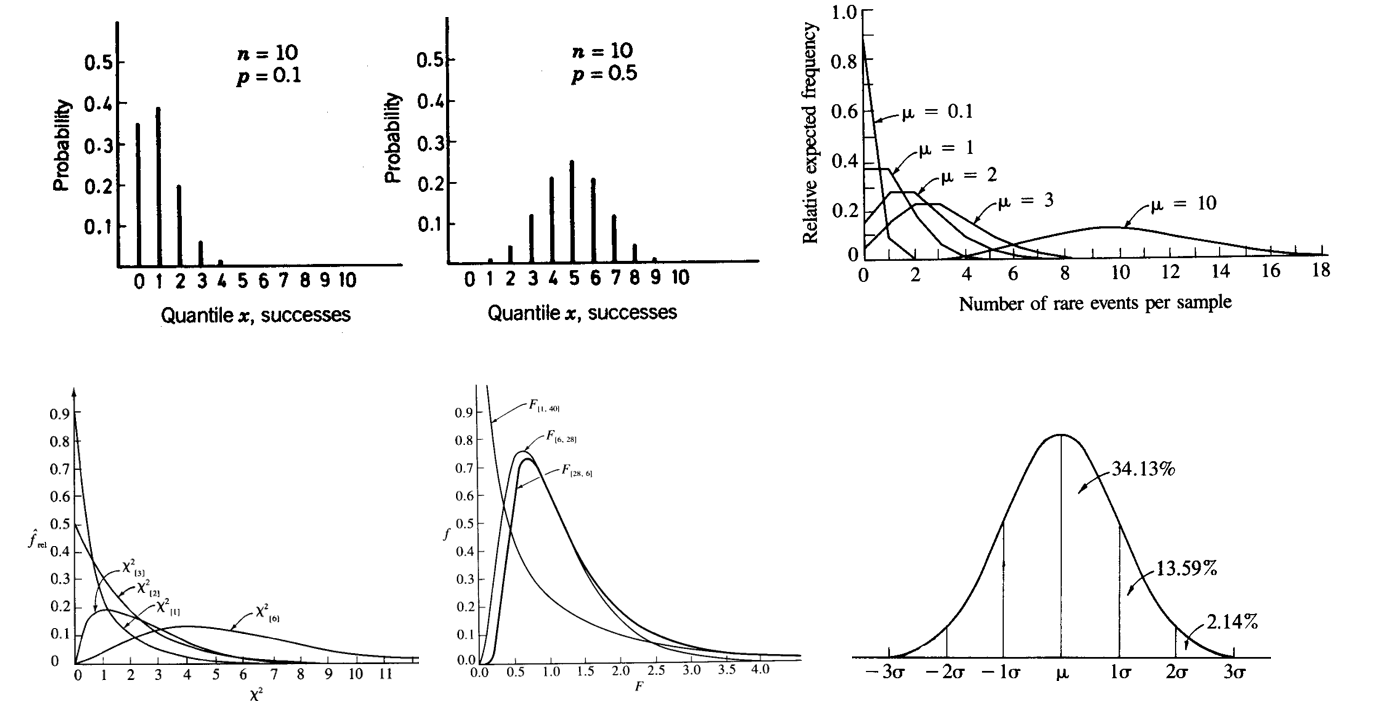 n = 10
p = 0.1
Probability
0.5
0.4
0.3
0.2
0.1
0 1 2 3 4 5 6 7 8 9 10
Quantile x, successes
n = 10
p = 0.5
Probability
0.5
0.4
0.3
0.2
0.1
0 1 2 3 4 5 6 7 8 9 10
Quantile x, successes
Relative expected frequency
1.0
0.8
0.6
0.4
0.2
0
μ = 0.1
μ = 1
μ = 2
μ = 3
μ = 10
0 2 4 6 8 10 12 14 16 18
Number of rare events per sample
f̂ rel
0.9
0.8
0.7
0.6
0.5
0.4
0.3
0.2
0.1
0
χ²[3]
χ²[2]
χ²[1]
χ²[6]
0 1 2 3 4 5 6 7 8 9 10 11
χ²
f
0.9
0.8
0.7
0.6
0.5
0.4
0.3
0.2
0.1
0.0
F[1, 40]
F[6, 28]
F[28, 6]
0.0 0.5 1.0 1.5 2.0 2.5 3.0 3.5 4.0
F
34.13%
13.59%
2.14%
−3σ −2σ −1σ μ 1σ 2σ 3σ